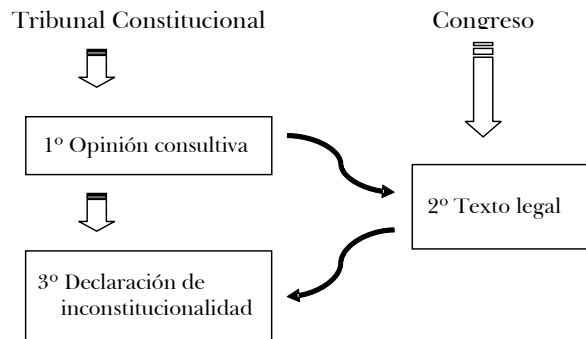 Tribunal Constitucional
Congreso
1º Opinión consultiva
2º Texto legal
3º Declaración de
inconstitucionalidad